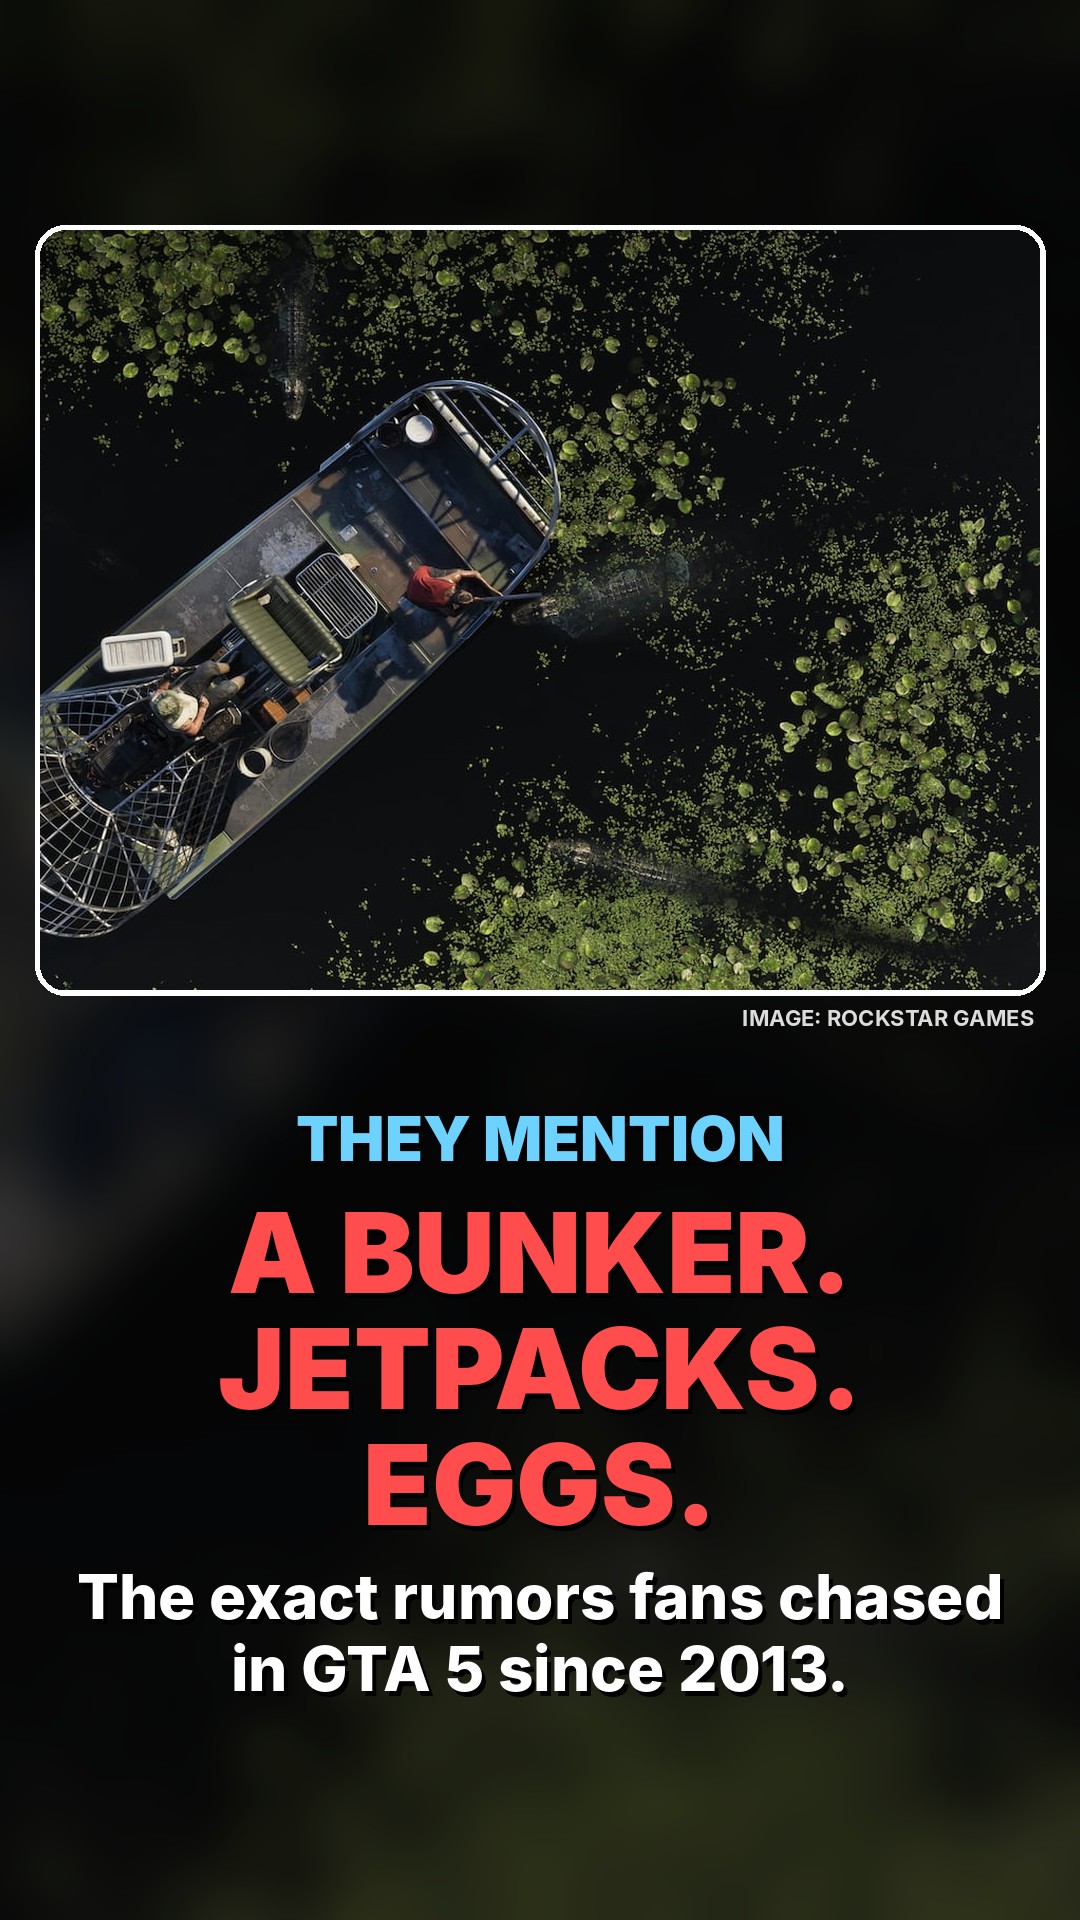 IMAGE: ROCKSTAR GAMES
THEY MENTION
A BUNKER.
JETPACKS.
EGGS.
The exact rumors fans chased
in GTA 5 since 2013.